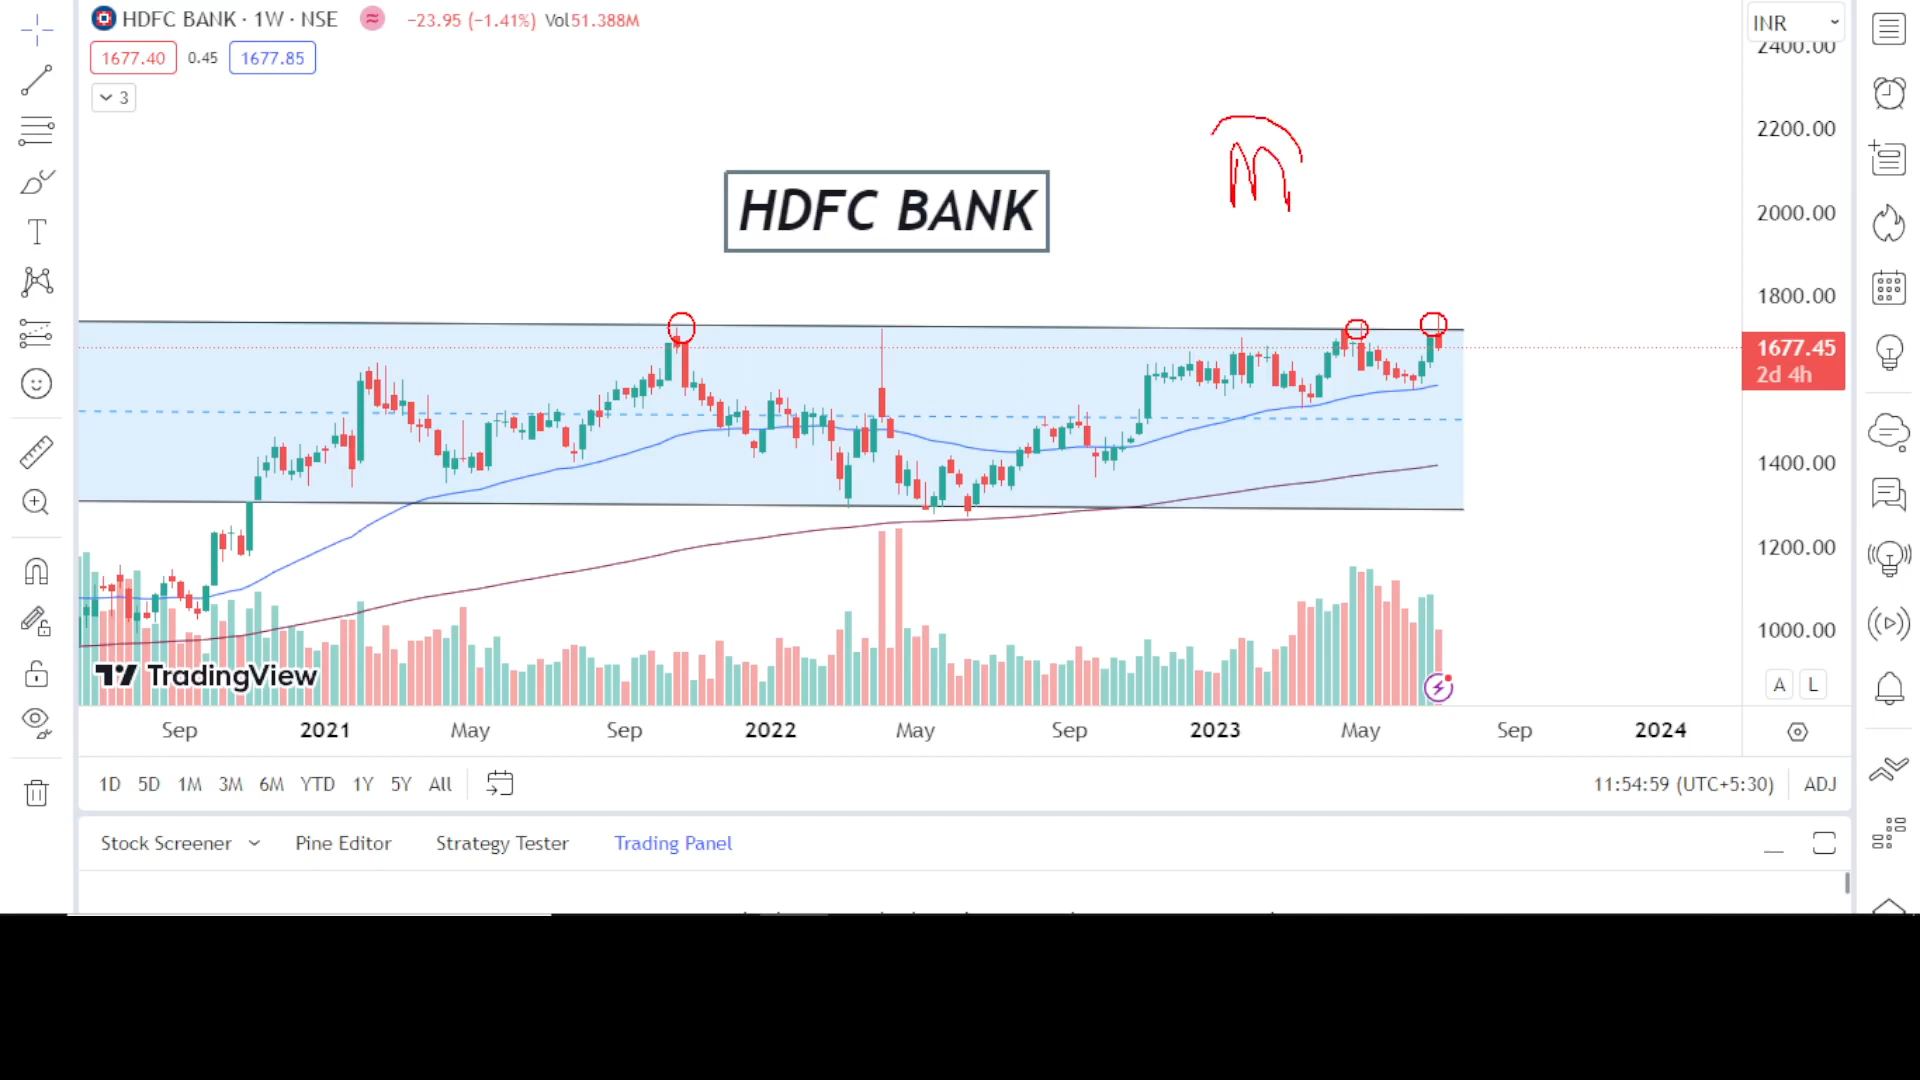 HDFC BANK · 1W · NSE −23.95 (−1.41%) Vol51.388M
INR
1677.40 0.45 1677.85
2400.00
3
2200.00
HDFC BANK
2000.00
1800.00
1677.45
2d 4h
1400.00
1200.00
1000.00
TradingView
A L
Sep 2021 May Sep 2022 May Sep 2023 May Sep 2024
1D 5D 1M 3M 6M YTD 1Y 5Y All 11:54:59 (UTC+5:30) ADJ
Stock Screener Pine Editor Strategy Tester Trading Panel